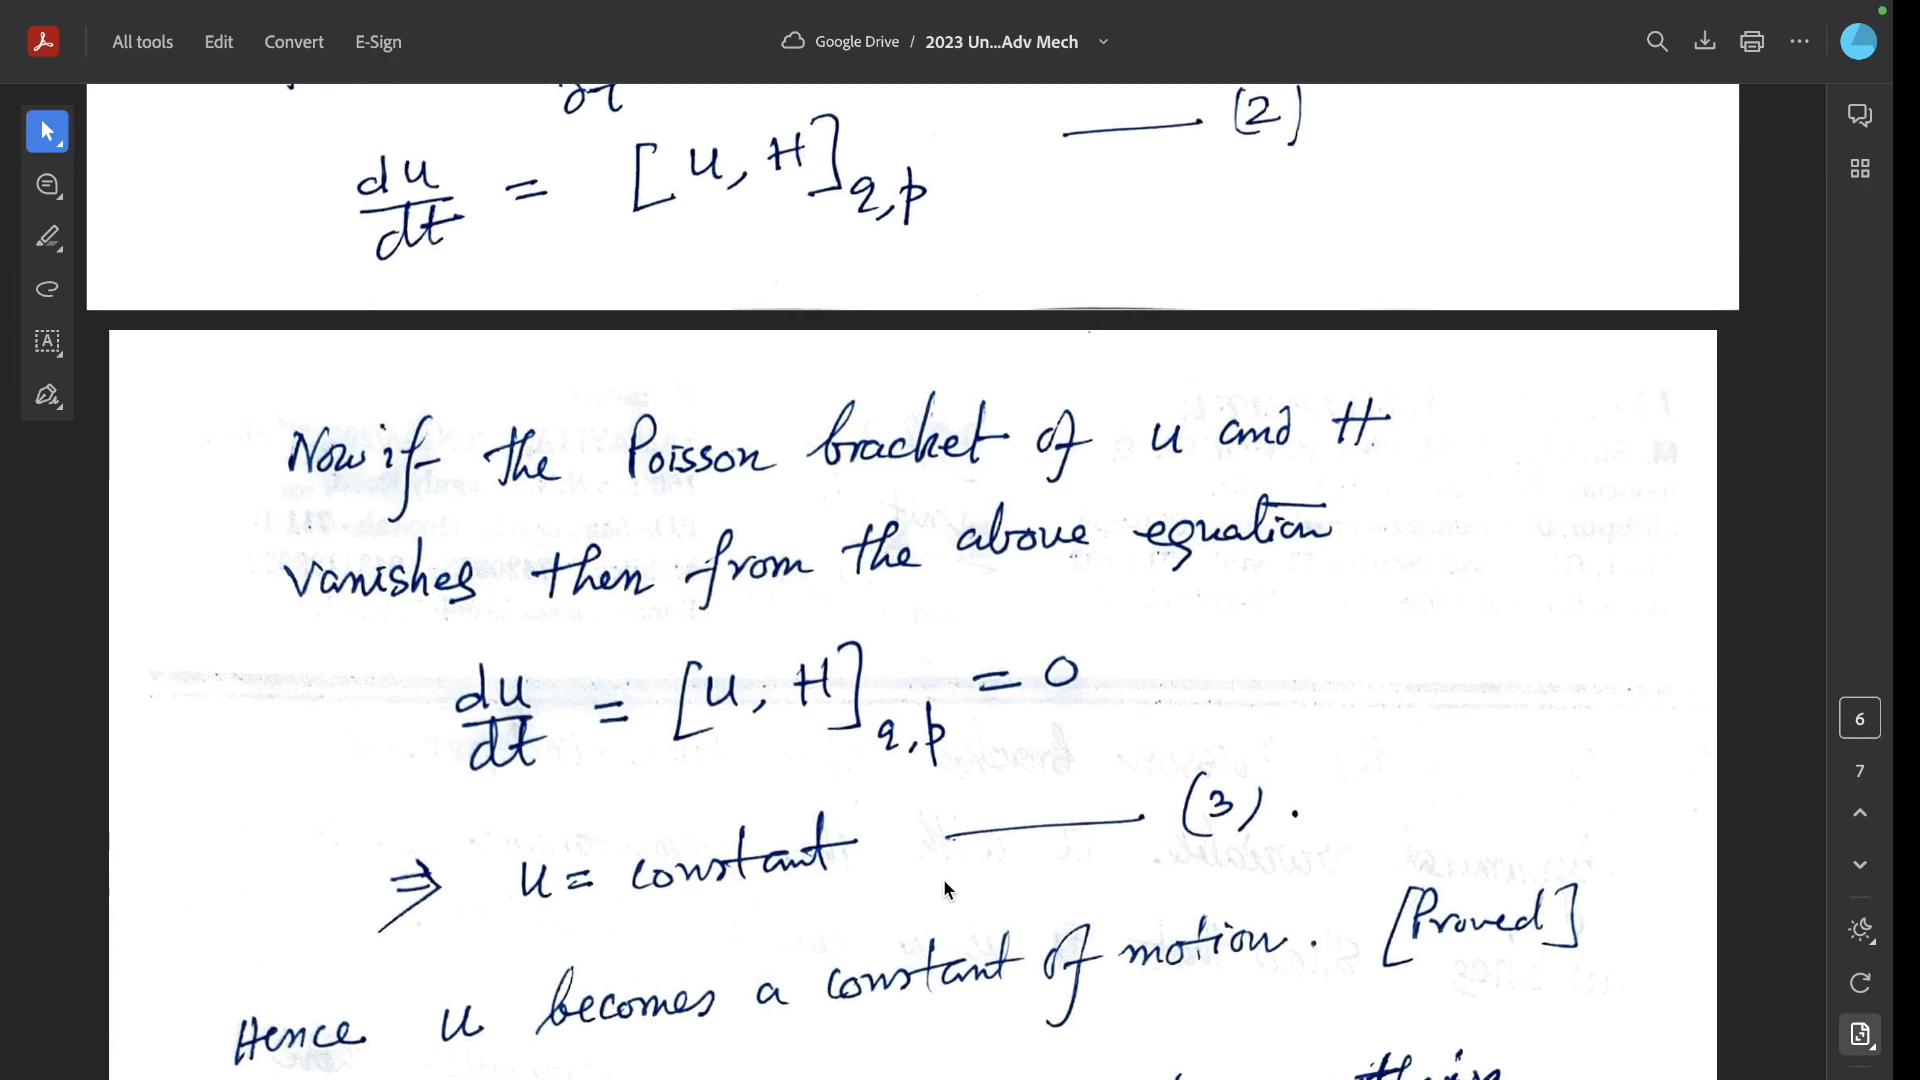 All tools Edit Convert E-Sign Google Drive / 2023 Un...Adv Mech
(2)
du/dt = [u, H]q,p
Now if the Poisson bracket of u and H
vanishes then from the above equation
du/dt = [u, H]q,p = 0
⇒ u = constant (3).
Hence u becomes a constant of motion. [Proved]
6
7